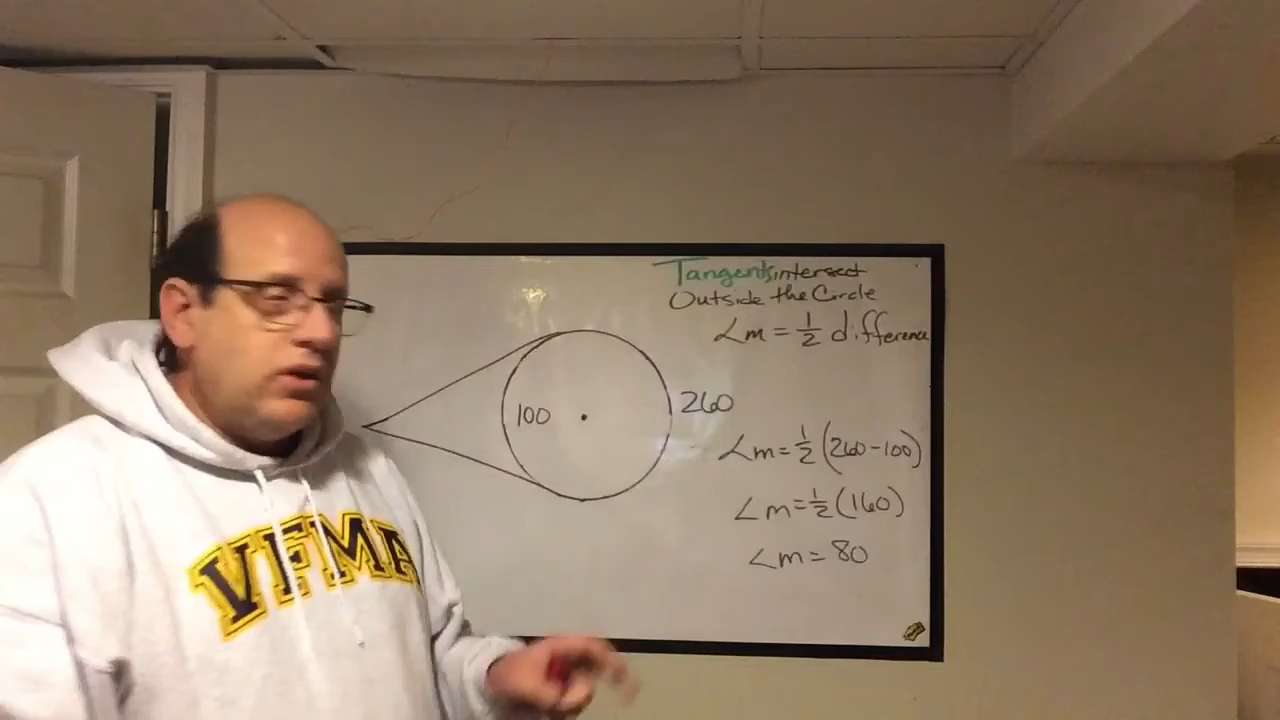 Tangents intersect
Outside the Circle
∠m = 1/2 difference
100
260
∠m = 1/2 (260-100)
∠m = 1/2 (160)
∠m = 80
VFMA